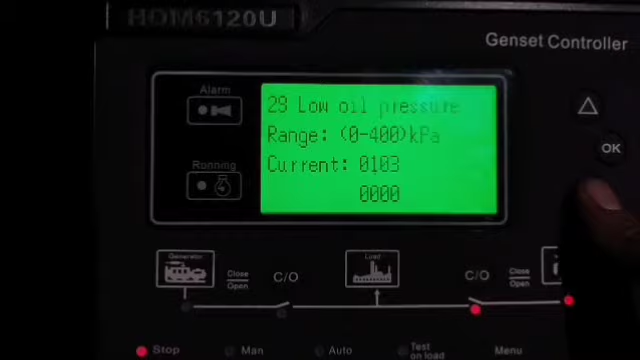 HGM6120U
Genset Controller
Alarm
29 Low oil pressure
Range: (0-400)kPa
Current: 0103
0000
OK
Running
Generator
Close
Open
C/O
Load
C/O
Close
Open
Stop
Man
Auto
Test
on load
Menu